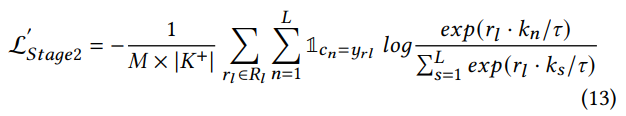 $\mathcal{L}^{'}_{Stage2} = -\frac{1}{M \times |K^{+}|} \sum_{r_l \in R_l} \sum_{n=1}^{L} \mathbb{1}_{c_n = y_{rl}} \, log \frac{exp(r_l \cdot k_n / \tau)}{\sum_{s=1}^{L} exp(r_l \cdot k_s / \tau)}$
(13)